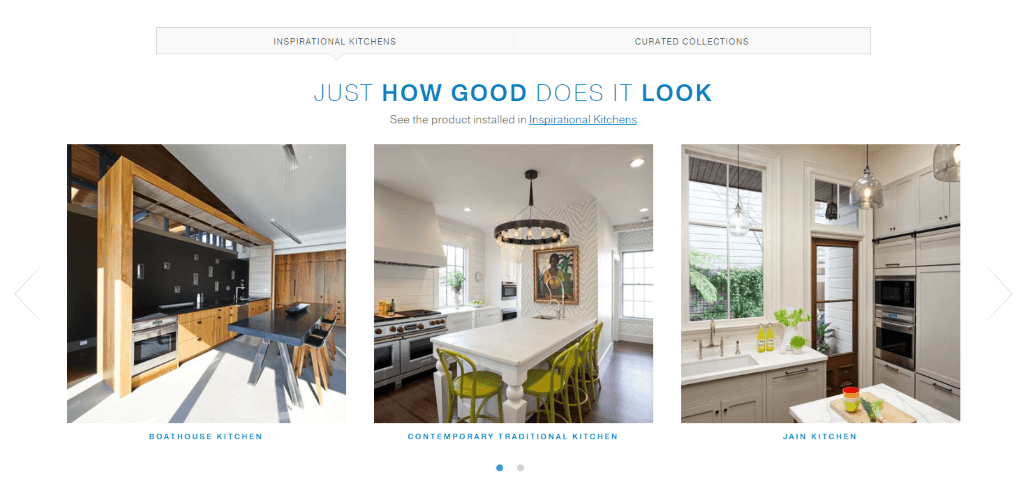 INSPIRATIONAL KITCHENS
CURATED COLLECTIONS
JUST HOW GOOD DOES IT LOOK
See the product installed in Inspirational Kitchens
BOATHOUSE KITCHEN
CONTEMPORARY TRADITIONAL KITCHEN
JAIN KITCHEN